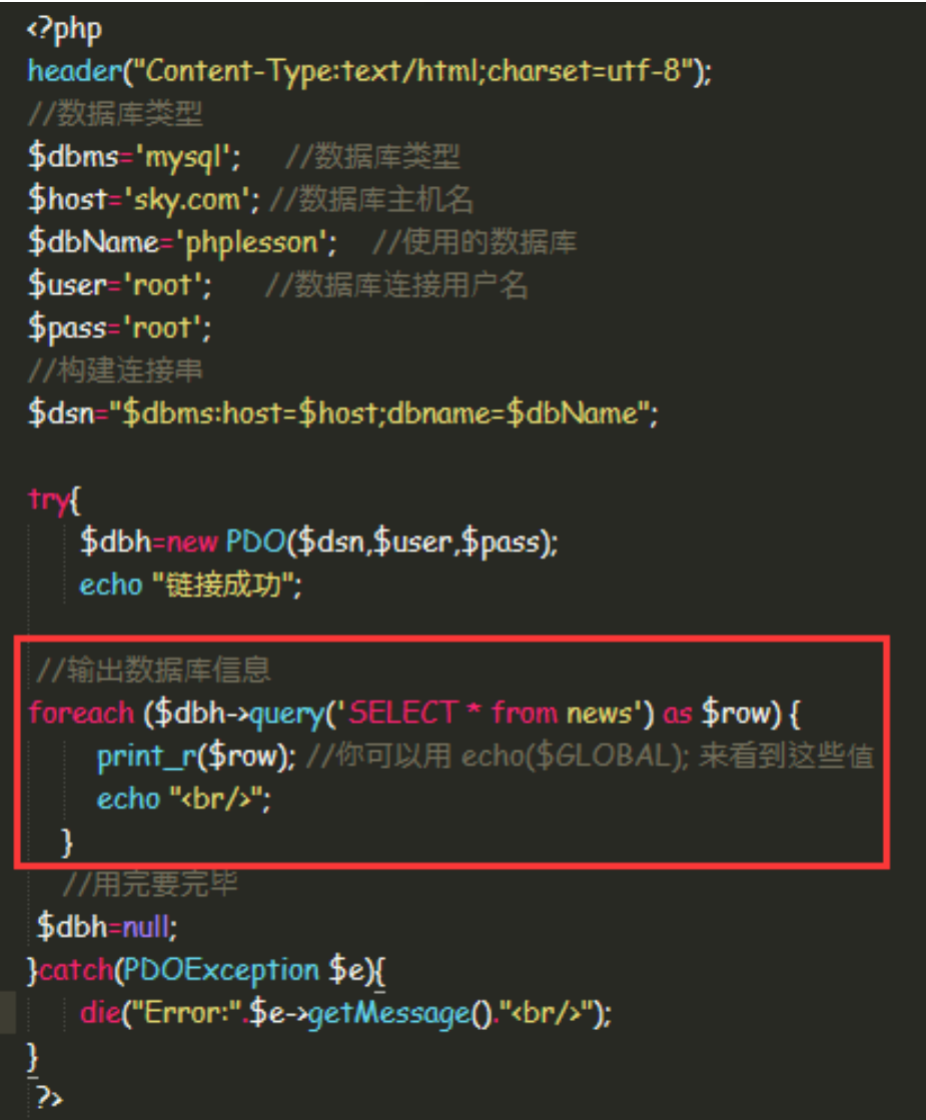 <?php
header("Content-Type:text/html;charset=utf-8");
//数据库类型
$dbms='mysql';   //数据库类型
$host='sky.com'; //数据库主机名
$dbName='phplesson';   //使用的数据库
$user='root';    //数据库连接用户名
$pass='root';
//构建连接串
$dsn="$dbms:host=$host;dbname=$dbName";
try{
$dbh=new PDO($dsn,$user,$pass);
echo "链接成功";
//输出数据库信息
foreach ($dbh->query('SELECT * from news') as $row) {
print_r($row); //你可以用 echo($GLOBAL); 来看到这些值
echo "<br/>";
}
//用完要完毕
$dbh=null;
}catch(PDOException $e){
die("Error:".$e->getMessage()."<br/>");
}
?>